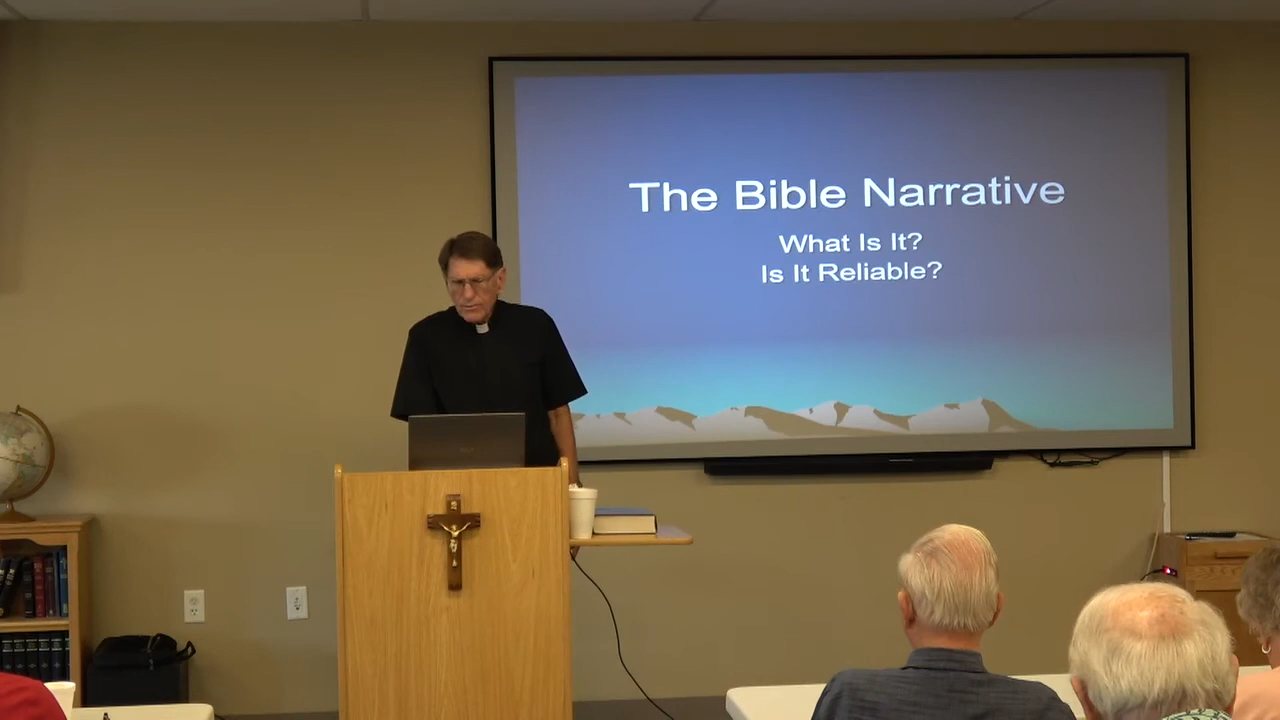 The Bible Narrative
What Is It?
Is It Reliable?